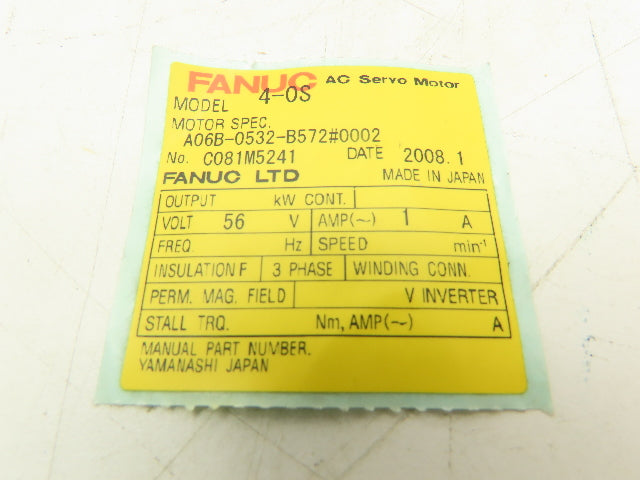 FANUC AC Servo Motor
MODEL 4-0S
MOTOR SPEC.
A06B-0532-B572#0002
No. C081M5241 DATE 2008.1
FANUC LTD MADE IN JAPAN
OUTPUT kW CONT.
VOLT 56 V AMP(~) 1 A
FREQ. Hz SPEED min-1
INSULATION F 3 PHASE WINDING CONN.
PERM. MAG. FIELD V INVERTER
STALL TRQ. Nm, AMP(~) A
MANUAL PART NUMBER.
YAMANASHI JAPAN